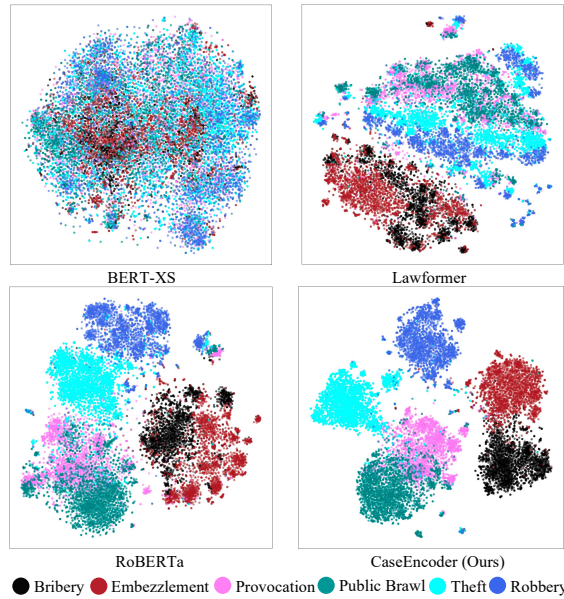 BERT-XS
Lawformer
RoBERTa
CaseEncoder (Ours)
Bribery Embezzlement Provocation Public Brawl Theft Robbery